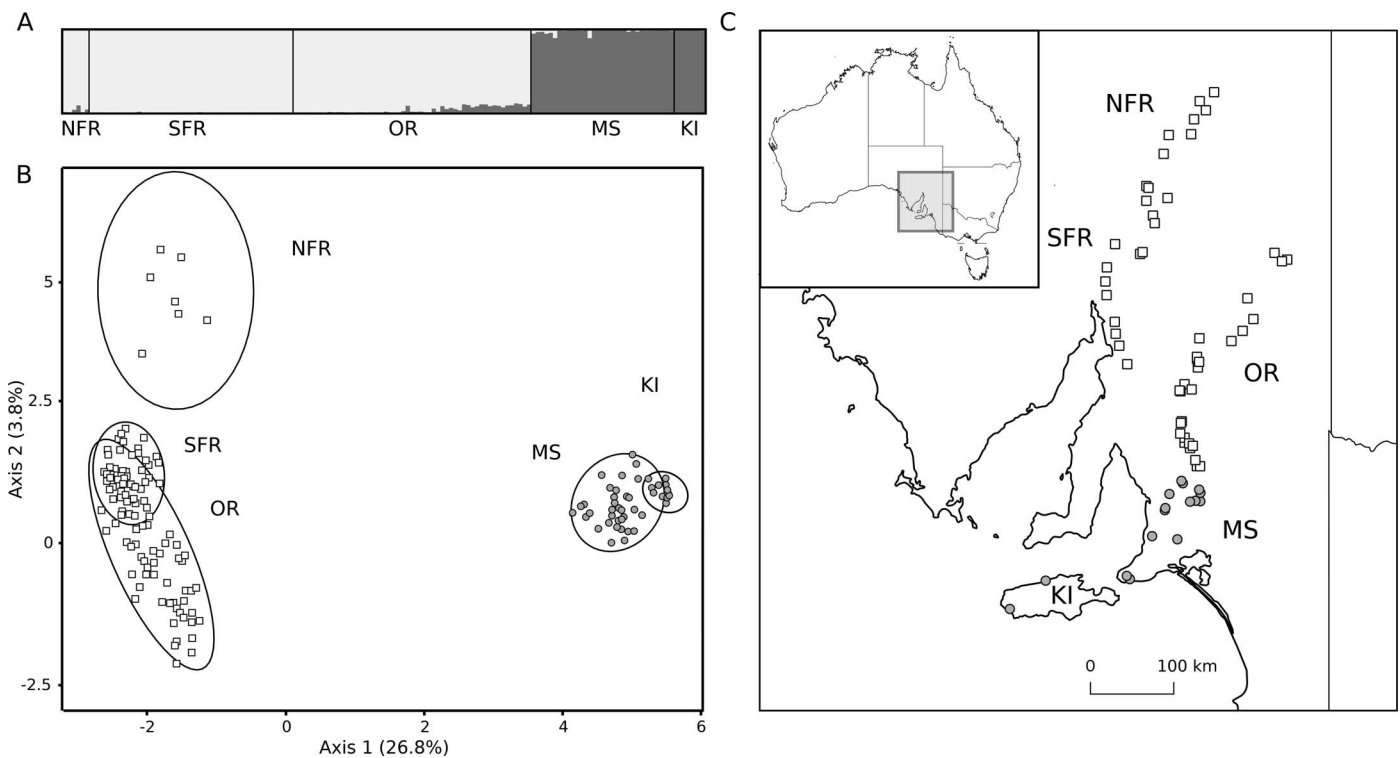 A
NFR SFR OR MS KI
B
NFR
KI
SFR
MS
OR
5
2.5
0
-2.5
Axis 2 (3.8%)
-2 0 2 4 6
Axis 1 (26.8%)
C
NFR
SFR
OR
MS
KI
0 100 km